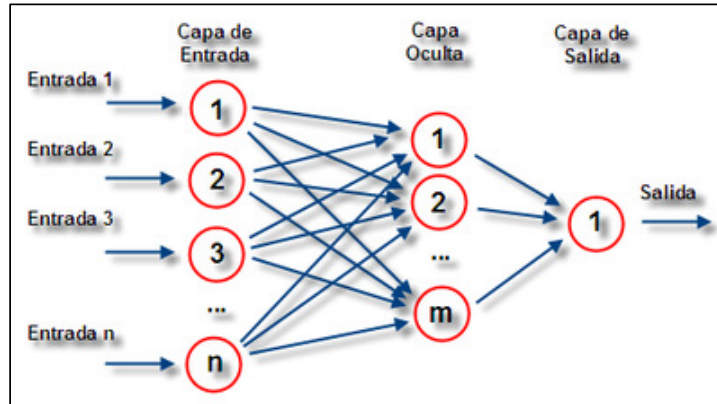 Capa de
Entrada
Capa
Oculta
Capa de
Salida
Entrada 1
1
Entrada 2
2
Entrada 3
3
...
Entrada n
n
1
2
...
m
1
Salida